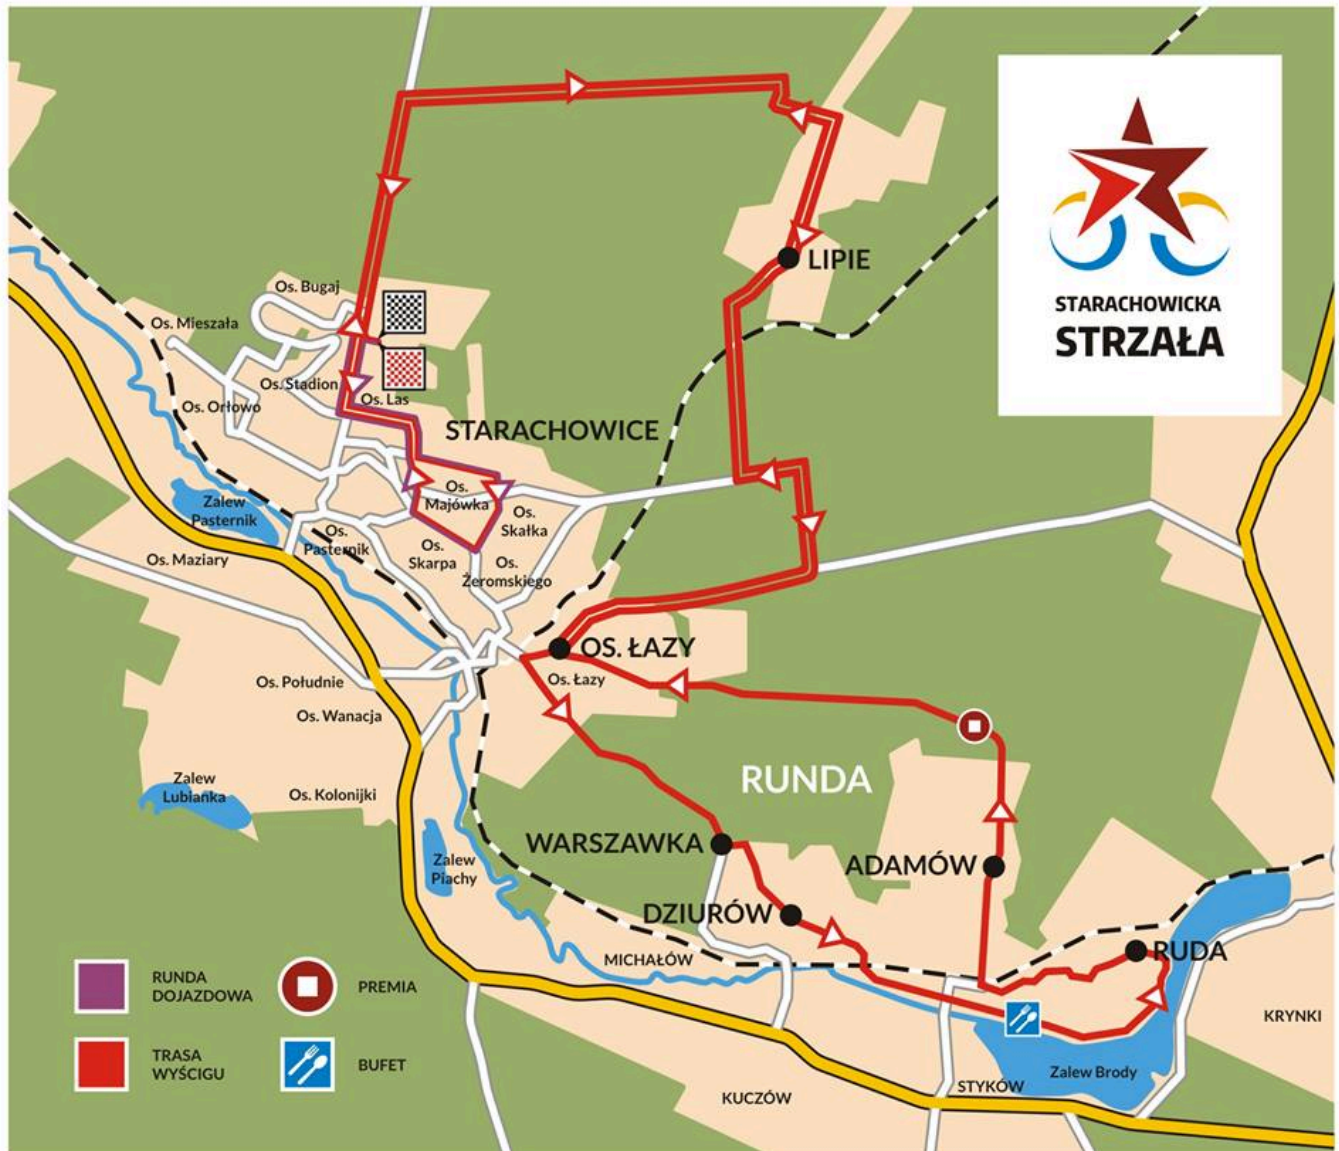 STARACHOWICKA
STRZAŁA
LIPIE
Os. Bugaj
Os. Mieszała
Os. Stadion
Os. Las
Os. Orłowo
STARACHOWICE
Os.
Majówka
Os.
Skałka
Zalew
Pasternik
Os.
Pasternik
Os. Maziary
Os.
Skarpa
Os.
Żeromskiego
OS. ŁAZY
Os. Łazy
Os. Południe
Os. Wanacja
Zalew
Lubianka
Os. Kolonijki
RUNDA
WARSZAWKA
Zalew
Piachy
ADAMÓW
DZIURÓW
RUDA
MICHAŁÓW
KRYNKI
Zalew Brody
STYKÓW
KUCZÓW
RUNDA
DOJAZDOWA
PREMIA
TRASA
WYŚCIGU
BUFET